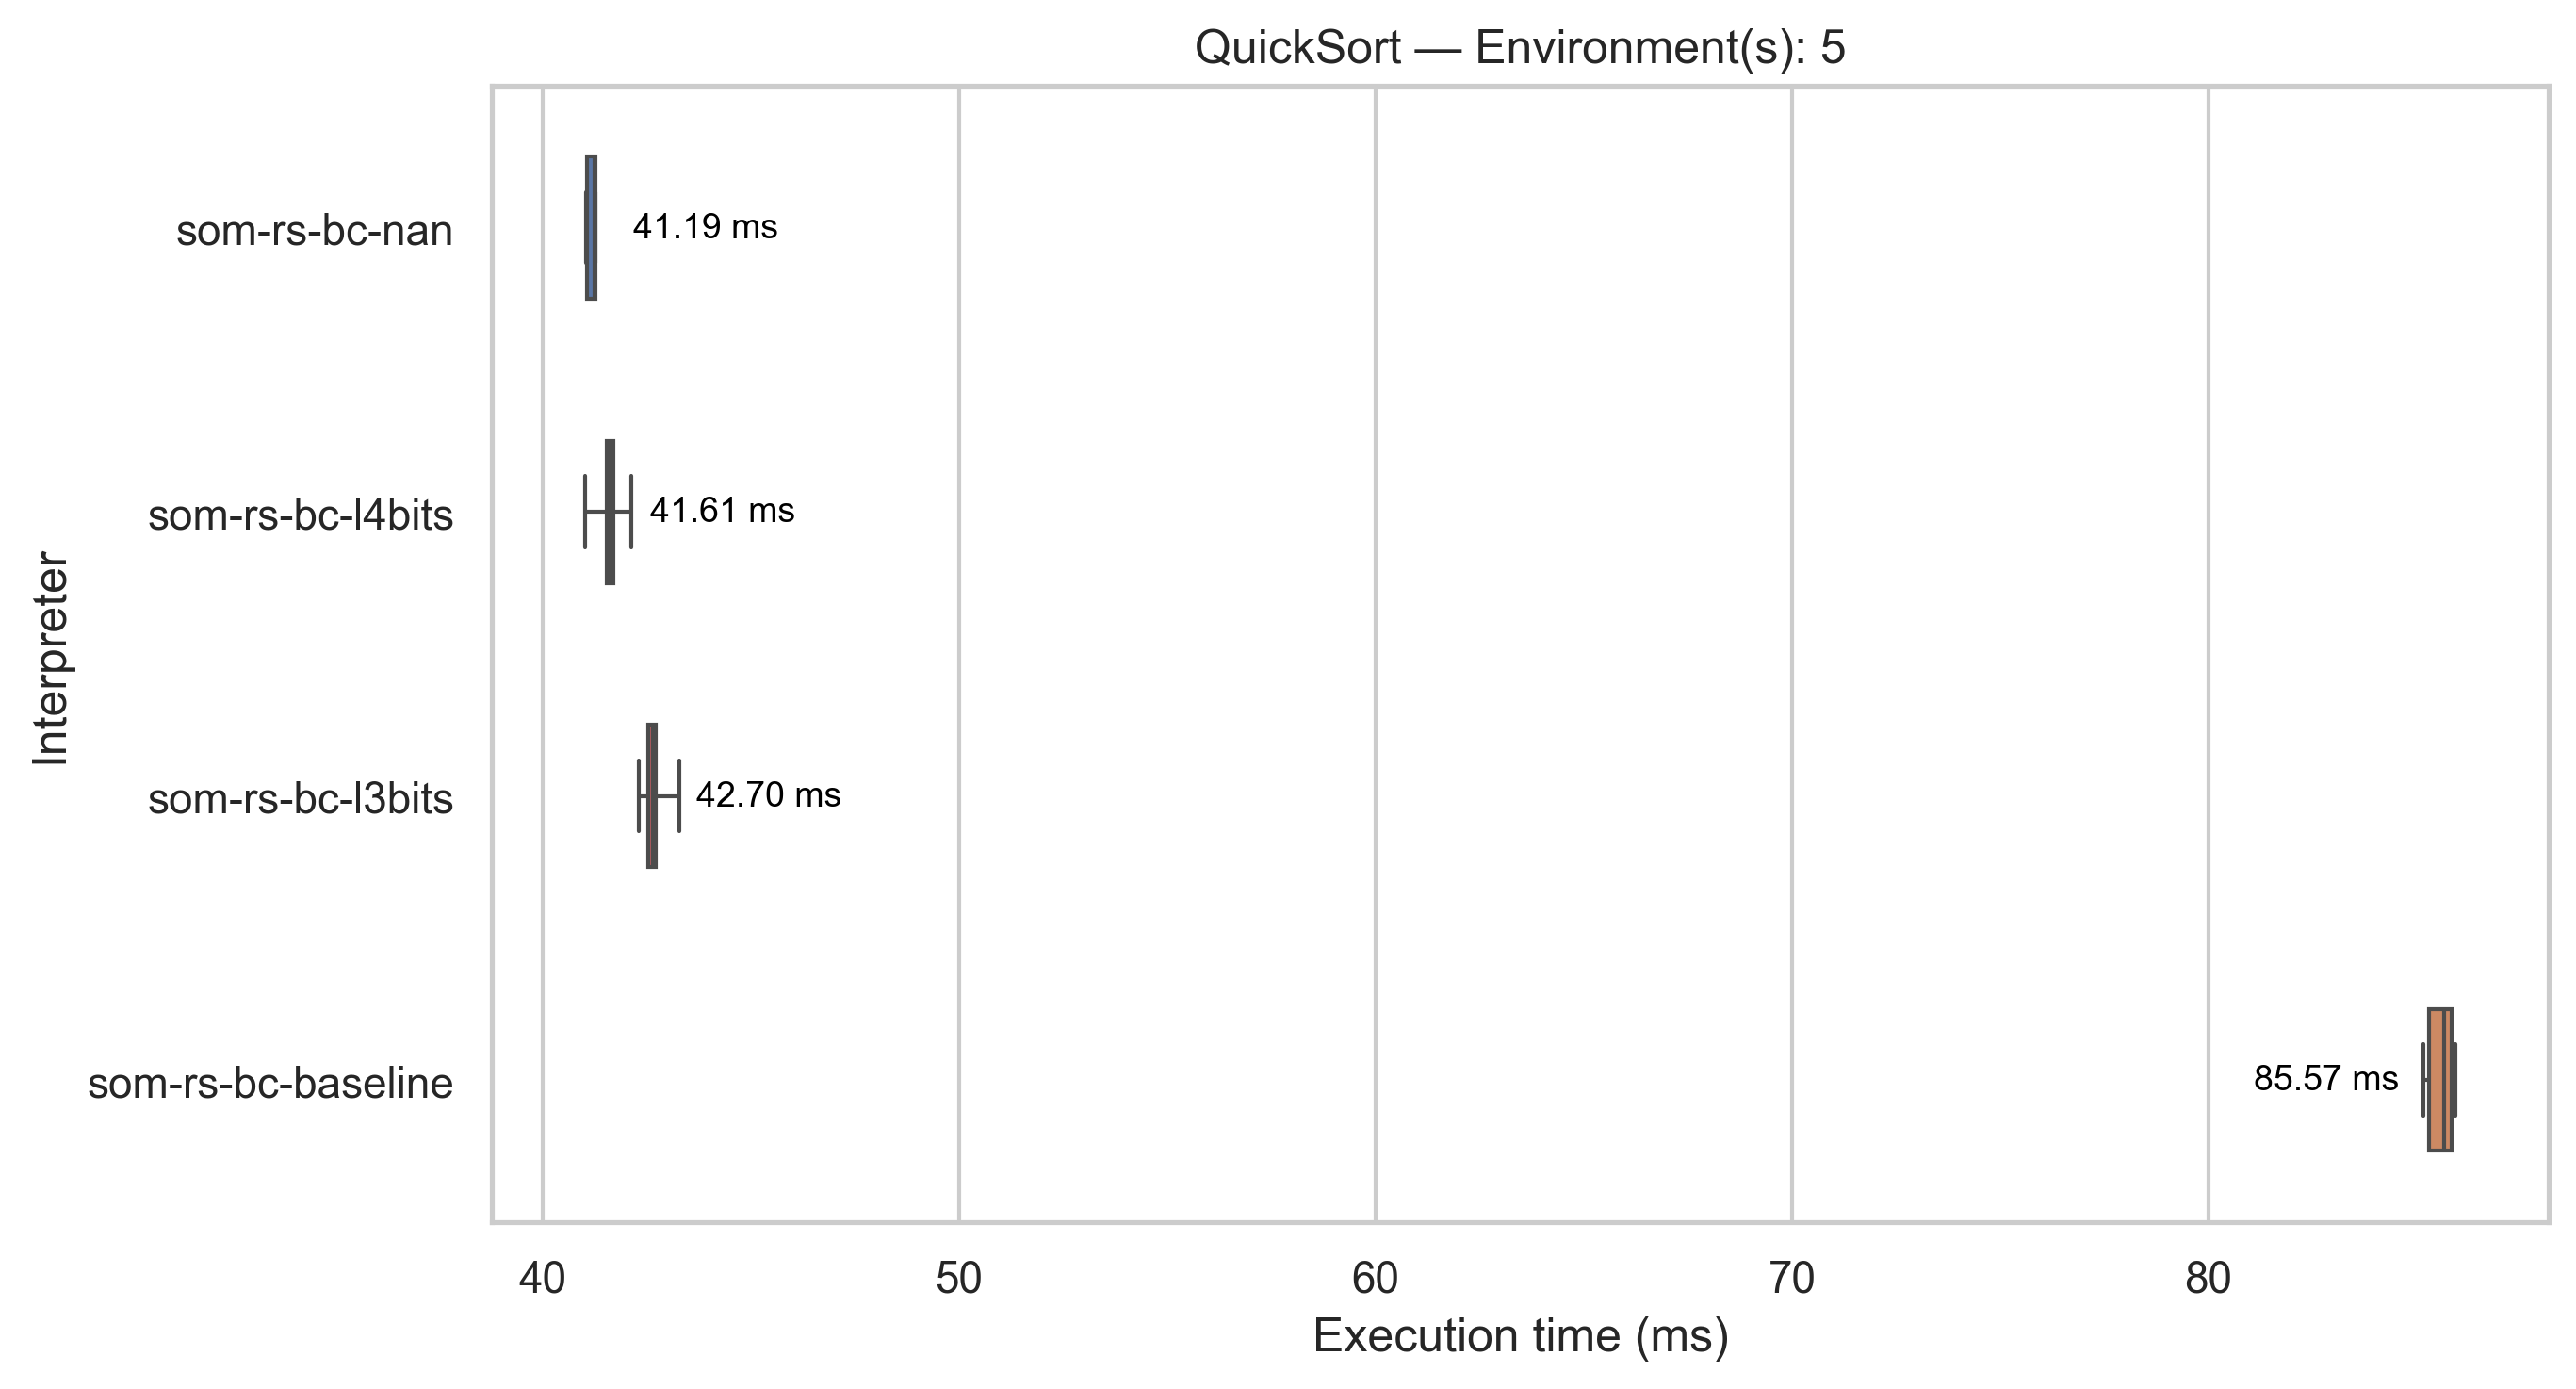 QuickSort — Environment(s): 5
som-rs-bc-nan
41.19 ms
som-rs-bc-l4bits
41.61 ms
som-rs-bc-l3bits
42.70 ms
som-rs-bc-baseline
85.57 ms
Interpreter
40 50 60 70 80
Execution time (ms)